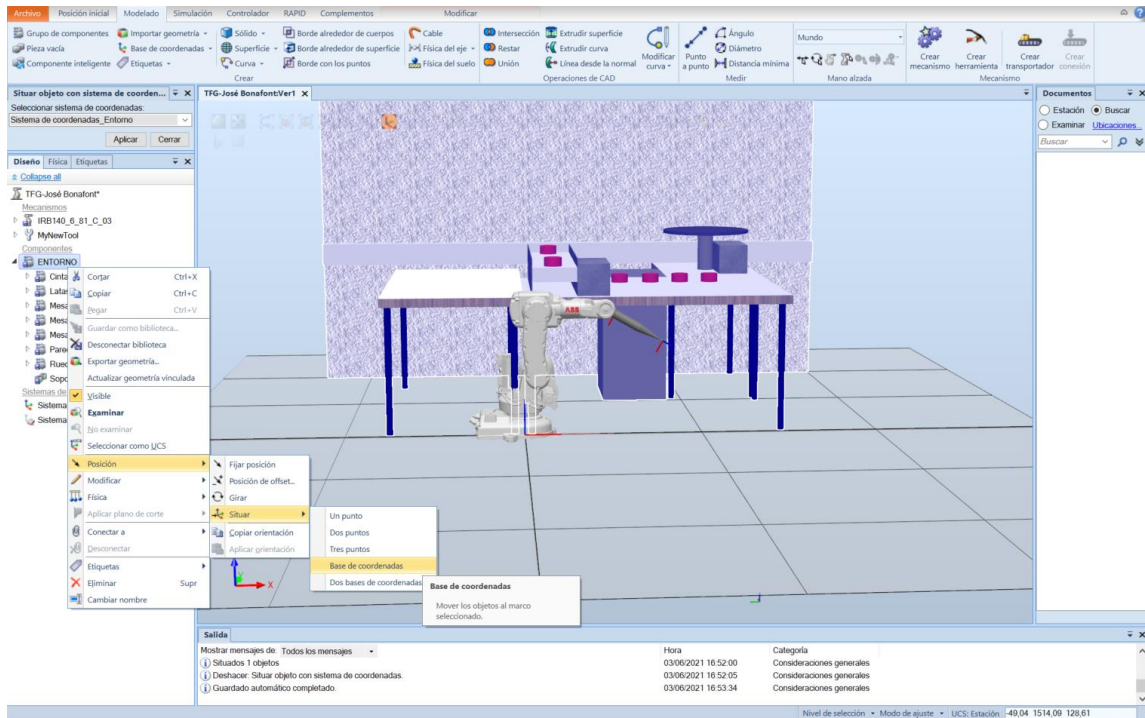 Archivo Posición inicial Modelado Simulación Controlador RAPID Complementos Modificar
Grupo de componentes Importar geometría Sólido Borde alrededor de cuerpos Cable Intersección Extrudir superficie Ángulo Mundo
Pieza vacía Base de coordenadas Superficie Borde alrededor de superficie Física del eje Restar Extrudir curva Modificar curva Punto a punto Diámetro Crear mecanismo Crear herramienta Crear transportador Crear conexión
Componente inteligente Etiquetas Curva Borde con los puntos Física del suelo Unión Línea desde la normal Distancia mínima
Crear Operaciones de CAD Medir Mano alzada Mecanismo
Situar objeto con sistema de coorden...
Seleccionar sistema de coordenadas:
Sistema de coordenadas_Entorno
Aplicar Cerrar
Diseño Física Etiquetas
Collapse all
TFG-José Bonafont*
Mecanismos
IRB140_6_81_C_03
MyNewTool
Componentes
ENTORNO
Cinta
Latas
Mesa
Mesa
Mesa
Pared
Rued
Sopo
Sistemas de
Sistema
Sistema
Cortar Ctrl+X
Copiar Ctrl+C
Pegar Ctrl+V
Guardar como biblioteca...
Desconectar biblioteca
Exportar geometría...
Actualizar geometría vinculada
Visible
Examinar
No examinar
Seleccionar como UCS
Posición
Modificar
Física
Aplicar plano de corte
Conectar a
Desconectar
Etiquetas
Eliminar Supr
Cambiar nombre
Fijar posición
Posición de offset...
Girar
Situar
Copiar orientación
Aplicar orientación
Un punto
Dos puntos
Tres puntos
Base de coordenadas
Dos bases de coordenadas
Base de coordenadas
Mover los objetos al marco
seleccionado.
TFG-José Bonafont:Ver1
ABB
X
Documentos
Estación Buscar
Examinar Ubicaciones...
Buscar
Salida
Mostrar mensajes de: Todos los mensajes Hora Categoría
Situados 1 objetos 03/06/2021 16:52:00 Consideraciones generales
Deshacer: Situar objeto con sistema de coordenadas. 03/06/2021 16:52:05 Consideraciones generales
Guardado automático completado. 03/06/2021 16:53:34 Consideraciones generales
Nivel de selección Modo de ajuste UCS: Estación -49,04 1514,09 128,61